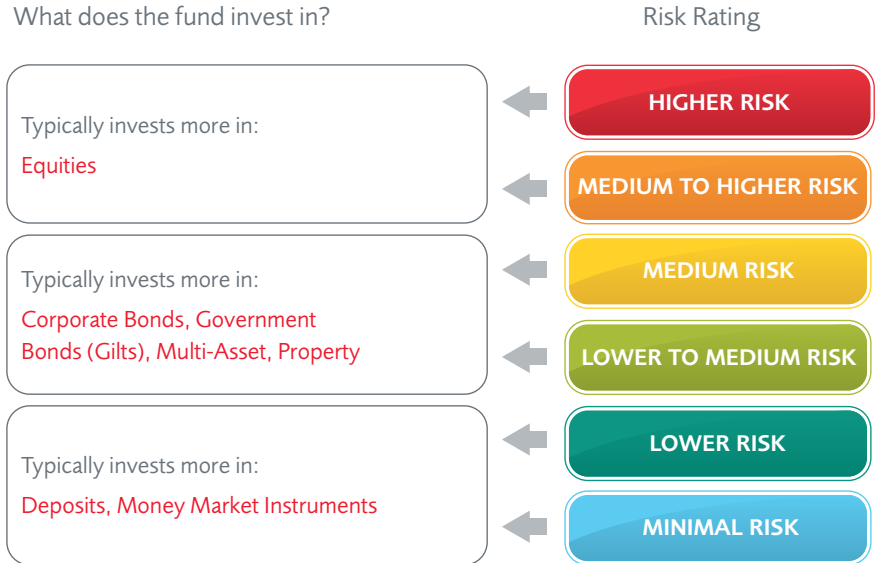 What does the fund invest in?
Risk Rating
Typically invests more in:
Equities
HIGHER RISK
MEDIUM TO HIGHER RISK
Typically invests more in:
Corporate Bonds, Government
Bonds (Gilts), Multi-Asset, Property
MEDIUM RISK
LOWER TO MEDIUM RISK
Typically invests more in:
Deposits, Money Market Instruments
LOWER RISK
MINIMAL RISK